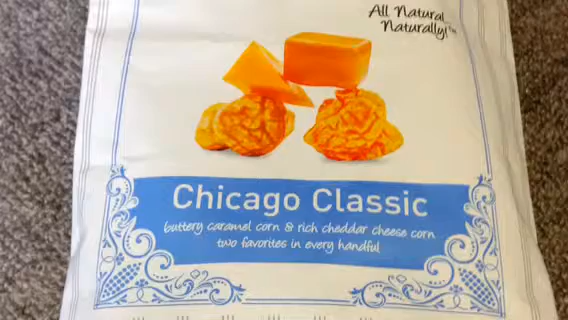 All Natural
Naturally!™
Chicago Classic
buttery caramel corn & rich cheddar cheese corn
two favorites in every handful